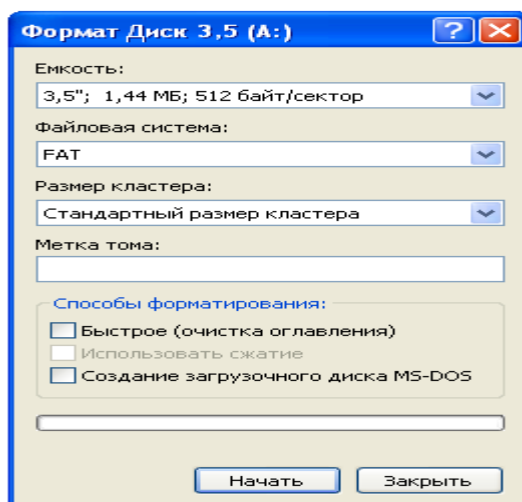 Формат Диск 3,5 (A:)
Емкость:
3,5"; 1,44 МБ; 512 байт/сектор
Файловая система:
FAT
Размер кластера:
Стандартный размер кластера
Метка тома:
Способы форматирования:
Быстрое (очистка оглавления)
Использовать сжатие
Создание загрузочного диска MS-DOS
Начать Закрыть